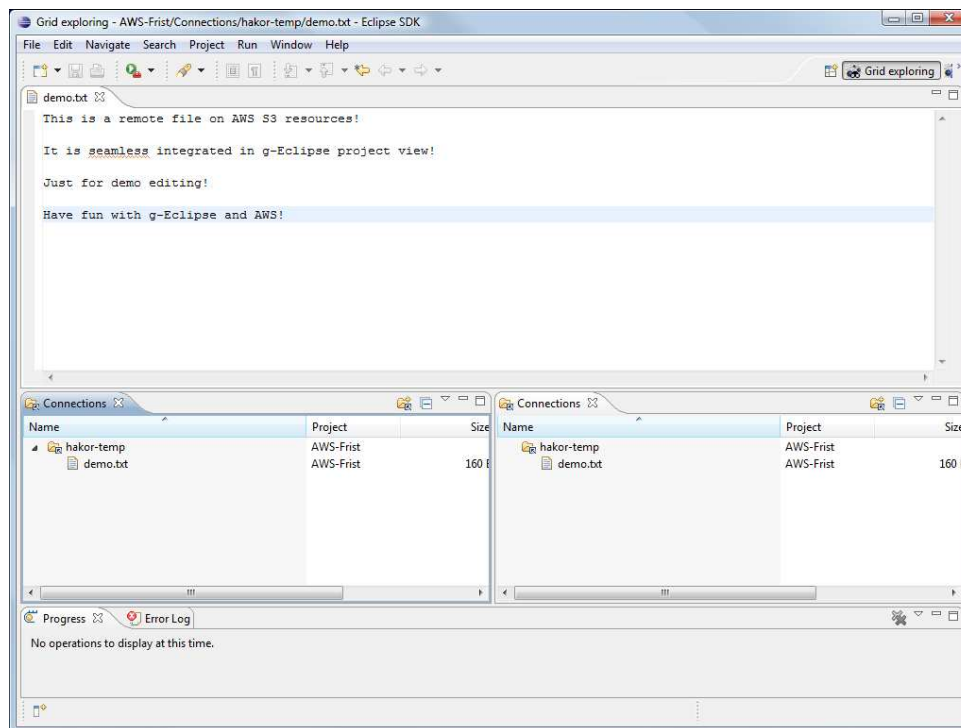 Grid exploring - AWS-Frist/Connections/hakor-temp/demo.txt - Eclipse SDK
File Edit Navigate Search Project Run Window Help
Grid exploring
demo.txt
This is a remote file on AWS S3 resources!
It is seamless integrated in g-Eclipse project view!
Just for demo editing!
Have fun with g-Eclipse and AWS!
Connections
Connections
Name Project Size
Name Project Size
hakor-temp AWS-Frist
hakor-temp AWS-Frist
demo.txt AWS-Frist 160
demo.txt AWS-Frist 160
Progress Error Log
No operations to display at this time.